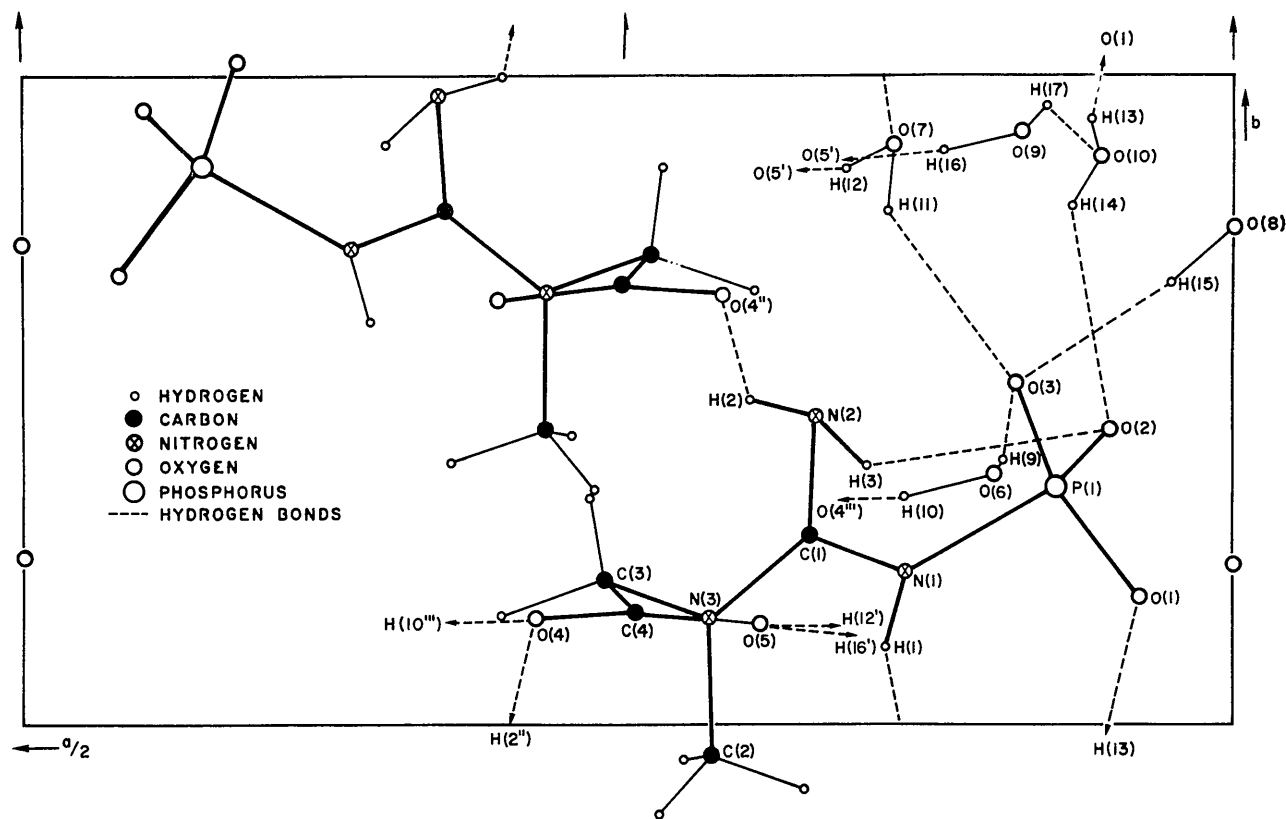 O(1)
H(17)
b
O(7)
H(13)
O(5')
O(9)
O(10)
O(5')
H(12)
H(16)
H(11)
H(14)
O(8)
H(15)
O(4'')
O(3)
HYDROGEN
CARBON
NITROGEN
OXYGEN
PHOSPHORUS
HYDROGEN BONDS
H(2)
N(2)
O(2)
H(3)
H(9)
O(6)
P(1)
O(4''')
H(10)
C(1)
N(1)
C(3)
N(3)
O(1)
H(10''')
O(4)
C(4)
O(5)
H(12')
H(16')
H(1)
a/2
H(2'')
C(2)
H(13)